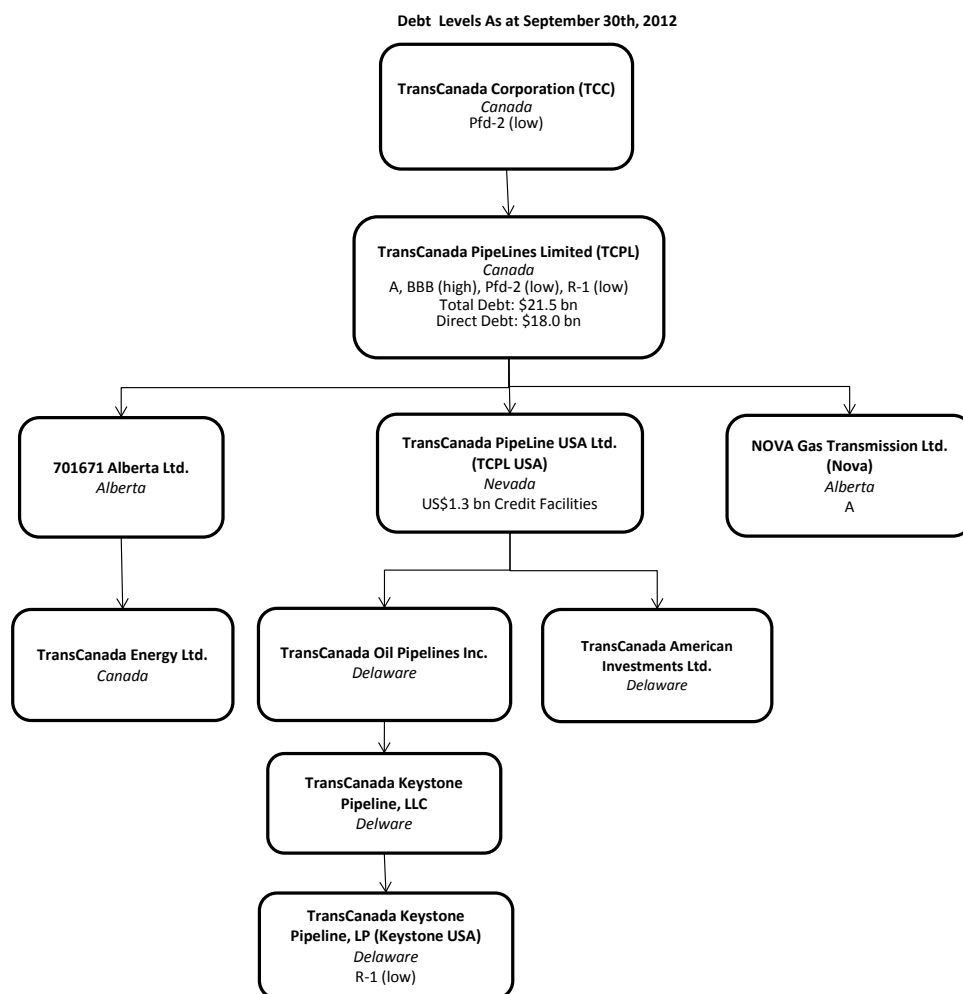 Debt Levels As at September 30th, 2012
TransCanada Corporation (TCC)
Canada
Pfd-2 (low)
TransCanada PipeLines Limited (TCPL)
Canada
A, BBB (high), Pfd-2 (low), R-1 (low)
Total Debt: $21.5 bn
Direct Debt: $18.0 bn
701671 Alberta Ltd.
Alberta
TransCanada PipeLine USA Ltd.
(TCPL USA)
Nevada
US$1.3 bn Credit Facilities
NOVA Gas Transmission Ltd.
(Nova)
Alberta
A
TransCanada Energy Ltd.
Canada
TransCanada Oil Pipelines Inc.
Delaware
TransCanada American
Investments Ltd.
Delaware
TransCanada Keystone
Pipeline, LLC
Delware
TransCanada Keystone
Pipeline, LP (Keystone USA)
Delaware
R-1 (low)